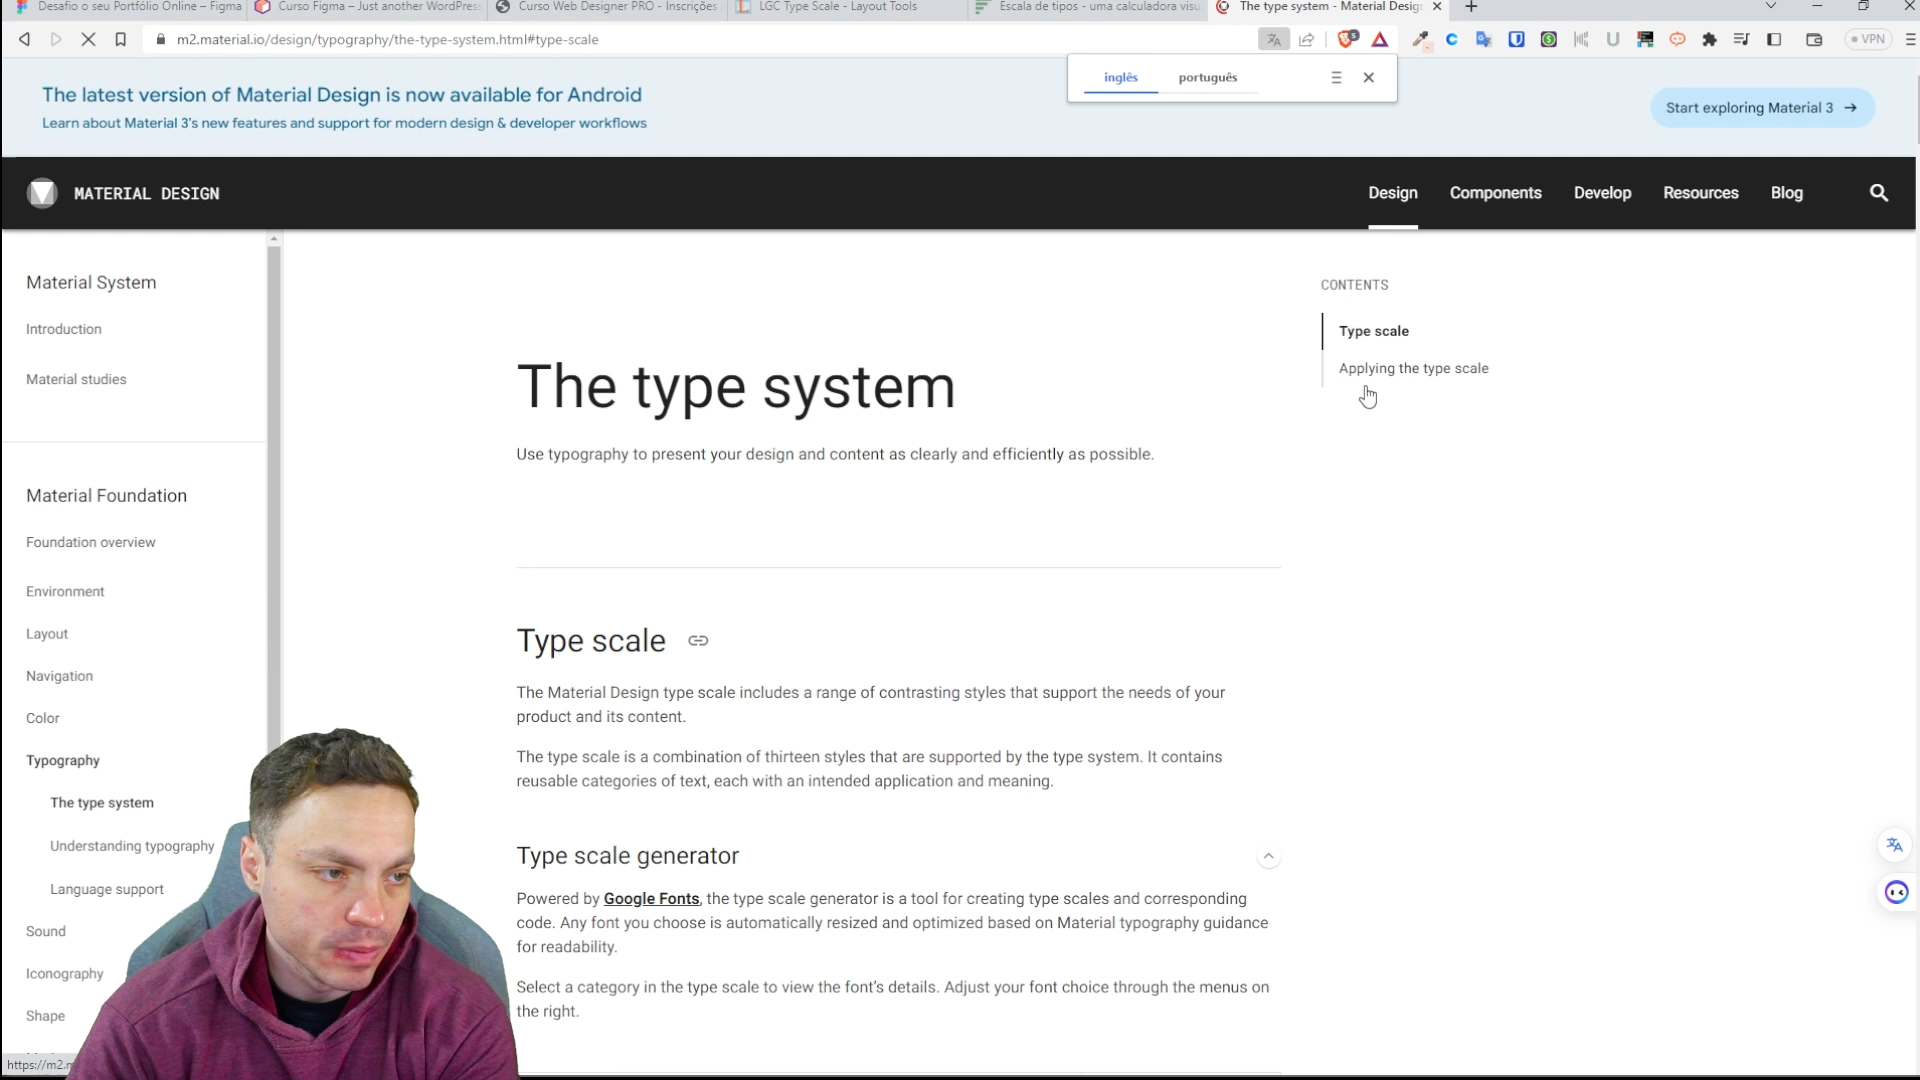 Desafio o seu Portfólio Online – Figma
Curso Figma – Just another WordPres
Curso Web Designer PRO - Inscrições
LGC Type Scale - Layout Tools
Escala de tipos - uma calculadora visu
The type system - Material Desig
m2.material.io/design/typography/the-type-system.html#type-scale
VPN
inglês
português
The latest version of Material Design is now available for Android
Learn about Material 3's new features and support for modern design & developer workflows
Start exploring Material 3
MATERIAL DESIGN
Design
Components
Develop
Resources
Blog
Material System
Introduction
Material studies
Material Foundation
Foundation overview
Environment
Layout
Navigation
Color
Typography
The type system
Understanding typography
Language support
Sound
Iconography
Shape
https://m2.m
The type system
Use typography to present your design and content as clearly and efficiently as possible.
Type scale
The Material Design type scale includes a range of contrasting styles that support the needs of your
product and its content.
The type scale is a combination of thirteen styles that are supported by the type system. It contains
reusable categories of text, each with an intended application and meaning.
Type scale generator
Powered by Google Fonts, the type scale generator is a tool for creating type scales and corresponding
code. Any font you choose is automatically resized and optimized based on Material typography guidance
for readability.
Select a category in the type scale to view the font's details. Adjust your font choice through the menus on
the right.
CONTENTS
Type scale
Applying the type scale